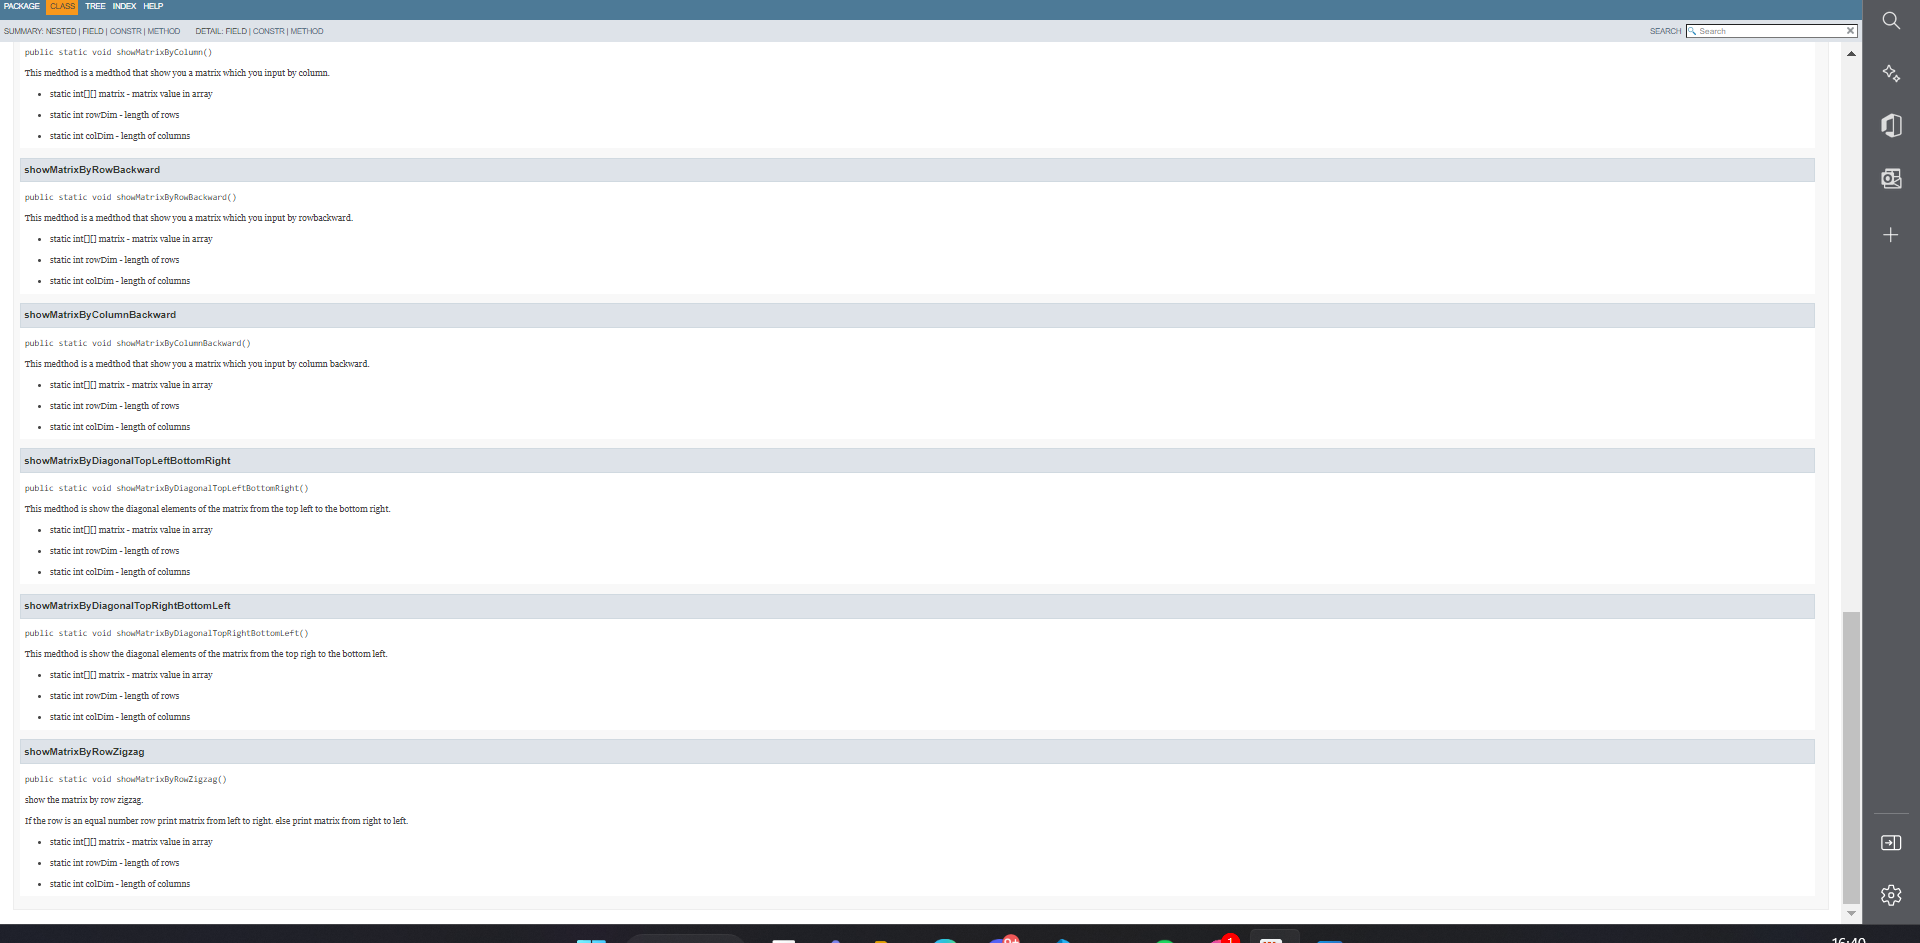 PACKAGE CLASS TREE INDEX HELP
SUMMARY: NESTED | FIELD | CONSTR | METHOD DETAIL: FIELD | CONSTR | METHOD SEARCH Search
public static void showMatrixByColumn()
This medthod is a medthod that show you a matrix which you input by column.
• static int[][] matrix - matrix value in array
• static int rowDim - length of rows
• static int colDim - length of columns
showMatrixByRowBackward
public static void showMatrixByRowBackward()
This medthod is a medthod that show you a matrix which you input by rowbackward.
• static int[][] matrix - matrix value in array
• static int rowDim - length of rows
• static int colDim - length of columns
showMatrixByColumnBackward
public static void showMatrixByColumnBackward()
This medthod is a medthod that show you a matrix which you input by column backward.
• static int[][] matrix - matrix value in array
• static int rowDim - length of rows
• static int colDim - length of columns
showMatrixByDiagonalTopLeftBottomRight
public static void showMatrixByDiagonalTopLeftBottomRight()
This medthod is show the diagonal elements of the matrix from the top left to the bottom right.
• static int[][] matrix - matrix value in array
• static int rowDim - length of rows
• static int colDim - length of columns
showMatrixByDiagonalTopRightBottomLeft
public static void showMatrixByDiagonalTopRightBottomLeft()
This medthod is show the diagonal elements of the matrix from the top righ to the bottom left.
• static int[][] matrix - matrix value in array
• static int rowDim - length of rows
• static int colDim - length of columns
showMatrixByRowZigzag
public static void showMatrixByRowZigzag()
show the matrix by row zigzag.
If the row is an equal number row print matrix from left to right. else print matrix from right to left.
• static int[][] matrix - matrix value in array
• static int rowDim - length of rows
• static int colDim - length of columns